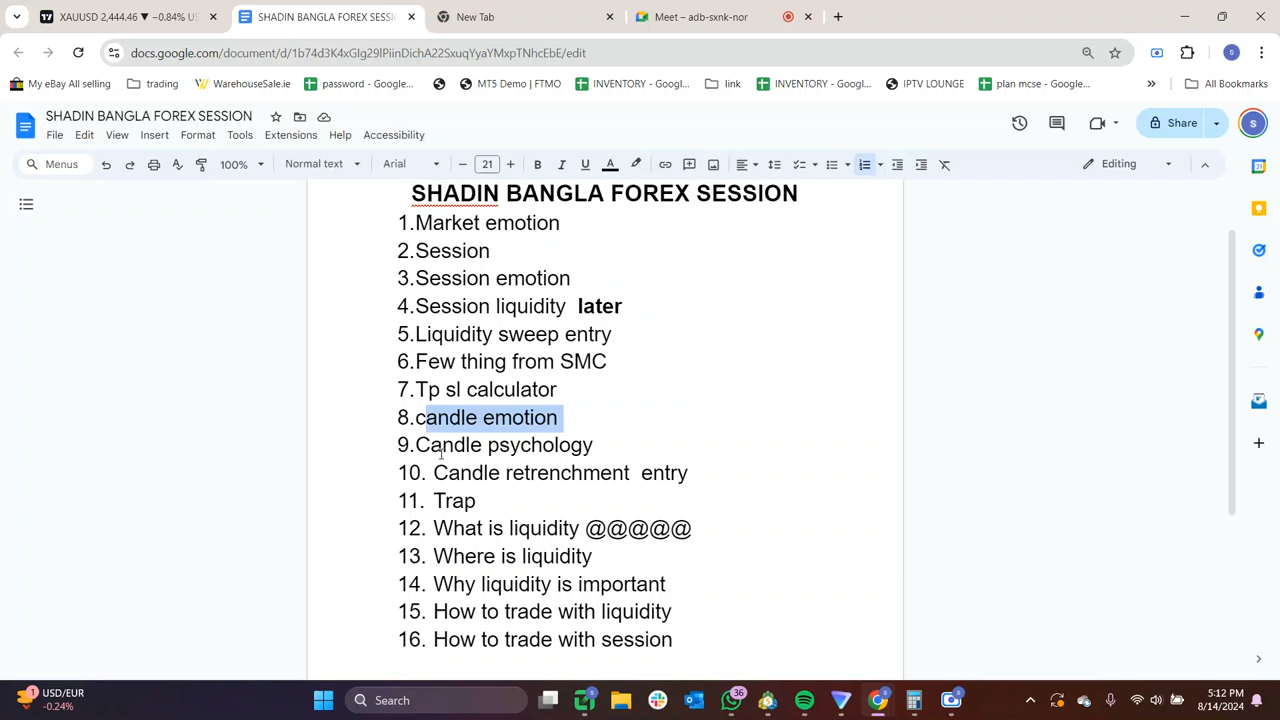 XAUUSD 2,444.46 ▼ −0.84% U
SHADIN BANGLA FOREX SESSI
New Tab
Meet – adb-sxnk-nor
docs.google.com/document/d/1b74d3K4xGIg29IPiinDichA22SxuqYyaYMxpTNhcEbE/edit
My eBay All selling
trading
WarehouseSale.ie
password - Google...
MT5 Demo | FTMO
INVENTORY - Googl...
link
INVENTORY - Googl...
IPTV LOUNGE
plan mcse - Google...
All Bookmarks
SHADIN BANGLA FOREX SESSION
File Edit View Insert Format Tools Extensions Help Accessibility
Share
Menus
100%
Normal text
Arial
21
Editing
SHADIN BANGLA FOREX SESSION
1.Market emotion
2.Session
3.Session emotion
4.Session liquidity later
5.Liquidity sweep entry
6.Few thing from SMC
7.Tp sl calculator
8.candle emotion
9.Candle psychology
10. Candle retrenchment entry
11. Trap
12. What is liquidity @@@@@
13. Where is liquidity
14. Why liquidity is important
15. How to trade with liquidity
16. How to trade with session
1
USD/EUR
-0.24%
Search
36
5:12 PM
8/14/2024